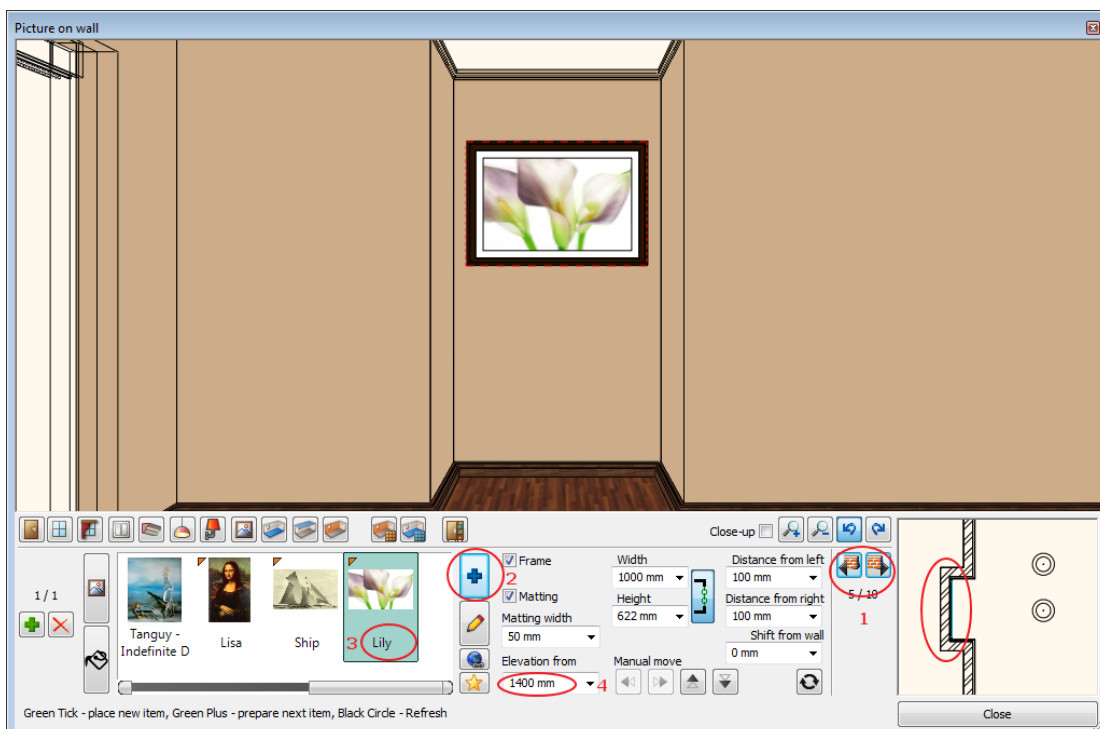 Picture on wall
Close-up
1 / 1
Tanguy -
Indefinite D
Lisa
Ship
3
Lily
2
Frame
Matting
Matting width
50 mm
Elevation from
1400 mm
4
Width
1000 mm
Height
622 mm
Manual move
Distance from left
100 mm
Distance from right
100 mm
Shift from wall
0 mm
5 / 10
1
Green Tick - place new item, Green Plus - prepare next item, Black Circle - Refresh
Close